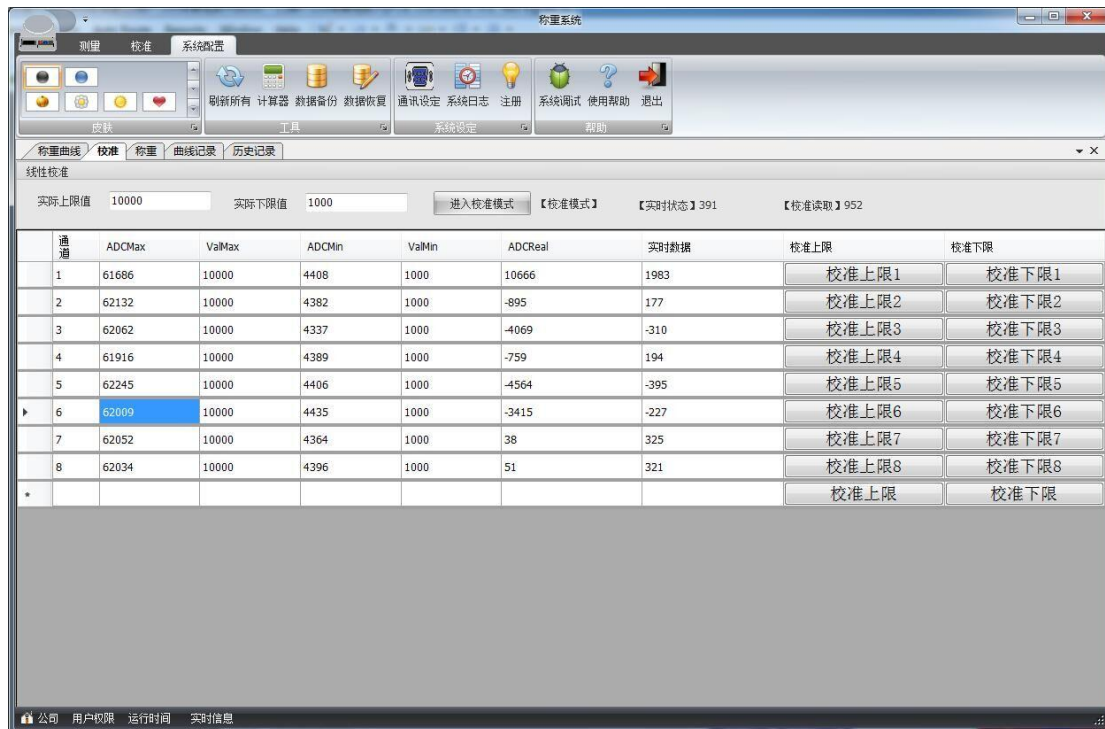 称重系统
测量 校准 系统配置
刷新所有 计算器 数据备份 数据恢复 通讯设定 系统日志 注册 系统调试 使用帮助 退出
皮肤 工具 系统设定 帮助
称重曲线 校准 称重 曲线记录 历史记录
线性校准
实际上限值 10000 实际下限值 1000 进入校准模式 【校准模式】 【实时状态】391 【校准读取】952
通道 ADCMax ValMax ADCMin ValMin ADCReal 实时数据 校准上限 校准下限
1 61686 10000 4408 1000 10666 1983 校准上限1 校准下限1
2 62132 10000 4382 1000 -895 177 校准上限2 校准下限2
3 62062 10000 4337 1000 -4069 -310 校准上限3 校准下限3
4 61916 10000 4389 1000 -759 194 校准上限4 校准下限4
5 62245 10000 4406 1000 -4564 -395 校准上限5 校准下限5
6 62009 10000 4435 1000 -3415 -227 校准上限6 校准下限6
7 62052 10000 4364 1000 38 325 校准上限7 校准下限7
8 62034 10000 4396 1000 51 321 校准上限8 校准下限8
* 校准上限 校准下限
公司 用户权限 运行时间 实时信息